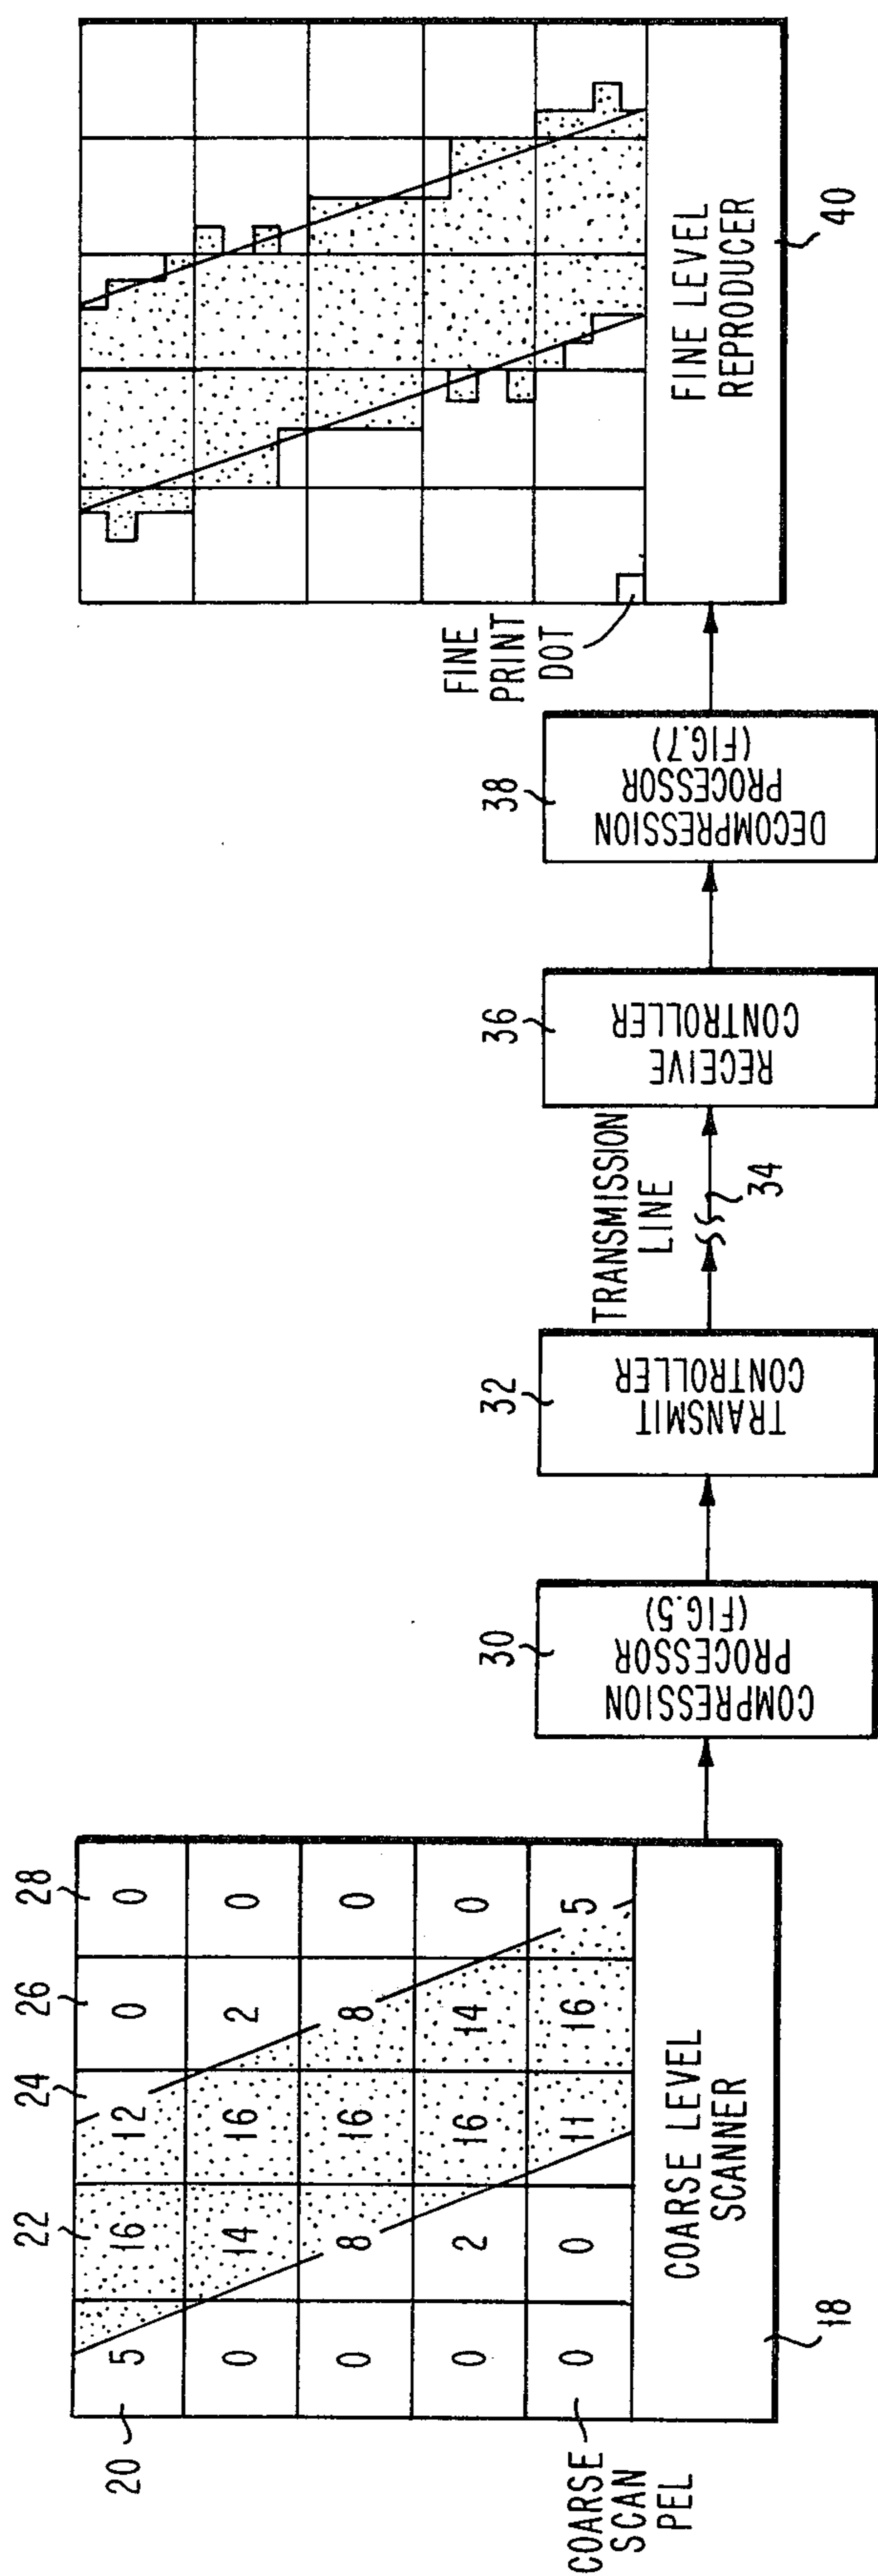 20
22
24
26
28
5
16
12
0
0
0
14
16
2
0
0
8
16
8
0
0
2
16
14
0
0
0
11
16
5
COARSE
SCAN
PEL
COARSE LEVEL
SCANNER
18
30
COMPRESSION
PROCESSOR
(FIG.5)
32
TRANSMIT
CONTROLLER
TRANSMISSION
LINE
34
36
RECEIVE
CONTROLLER
38
DECOMPRESSION
PROCESSOR
(FIG.7)
FINE
PRINT
DOT
FINE LEVEL
REPRODUCER
40